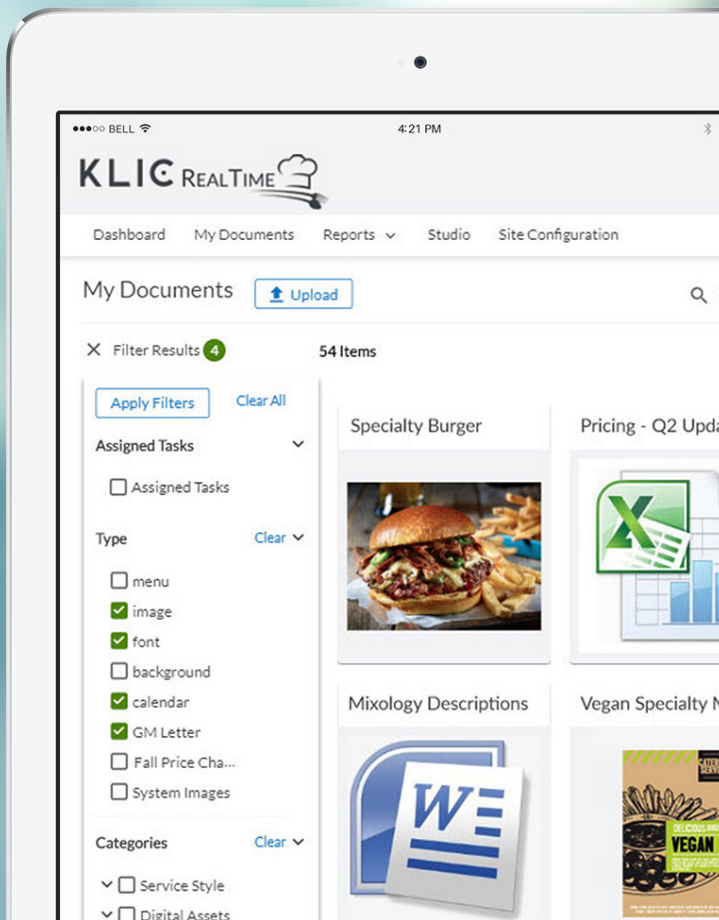 BELL
4:21 PM
KLIC REALTIME
Dashboard My Documents Reports Studio Site Configuration
My Documents Upload
Filter Results 4
54 Items
Apply Filters Clear All
Assigned Tasks
Assigned Tasks
Type Clear
menu
image
font
background
calendar
GM Letter
Fall Price Cha...
System Images
Categories Clear
Service Style
Digital Assets
Specialty Burger
Pricing - Q2 Upda
X
Mixology Descriptions
W
Vegan Specialty M
DELICIOUS
VEGAN